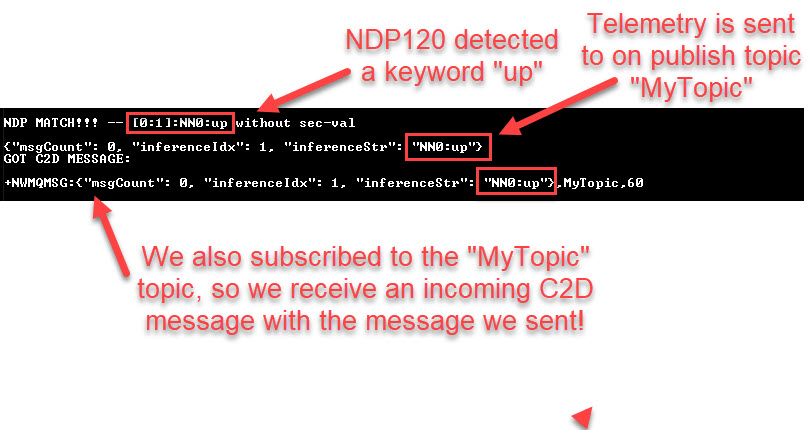 NDP120 detected
a keyword "up"
Telemetry is sent
to on publish topic
"MyTopic"
NDP MATCH!!! -- [0:1]:NN0:up without sec-val
{"msgCount": 0, "inferenceIdx": 1, "inferenceStr": "NN0:up"}
GOT C2D MESSAGE:
+NWMQMSG:{"msgCount": 0, "inferenceIdx": 1, "inferenceStr": "NN0:up"},MyTopic,60
We also subscribed to the "MyTopic"
topic, so we receive an incoming C2D
message with the message we sent!